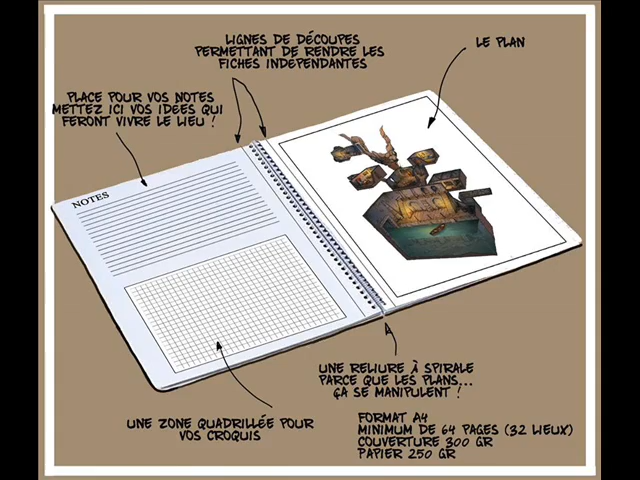 LIGNES DE DÉCOUPES
PERMETTANT DE RENDRE LES
FICHES INDEPENDANTES
LE PLAN
PLACE POUR VOS NOTES
METTEZ ICI VOS IDEES QUI
FERONT VIVRE LE LIEU !
NOTES
UNE RELIURE À SPIRALE
PARCE QUE LES PLANS...
ÇA SE MANIPULENT !
UNE ZONE QUADRILLÉE POUR
VOS CROQUIS
FORMAT A4
MINIMUM DE 64 PAGES (32 LIEUX)
COUVERTURE 300 GR
PAPIER 250 GR